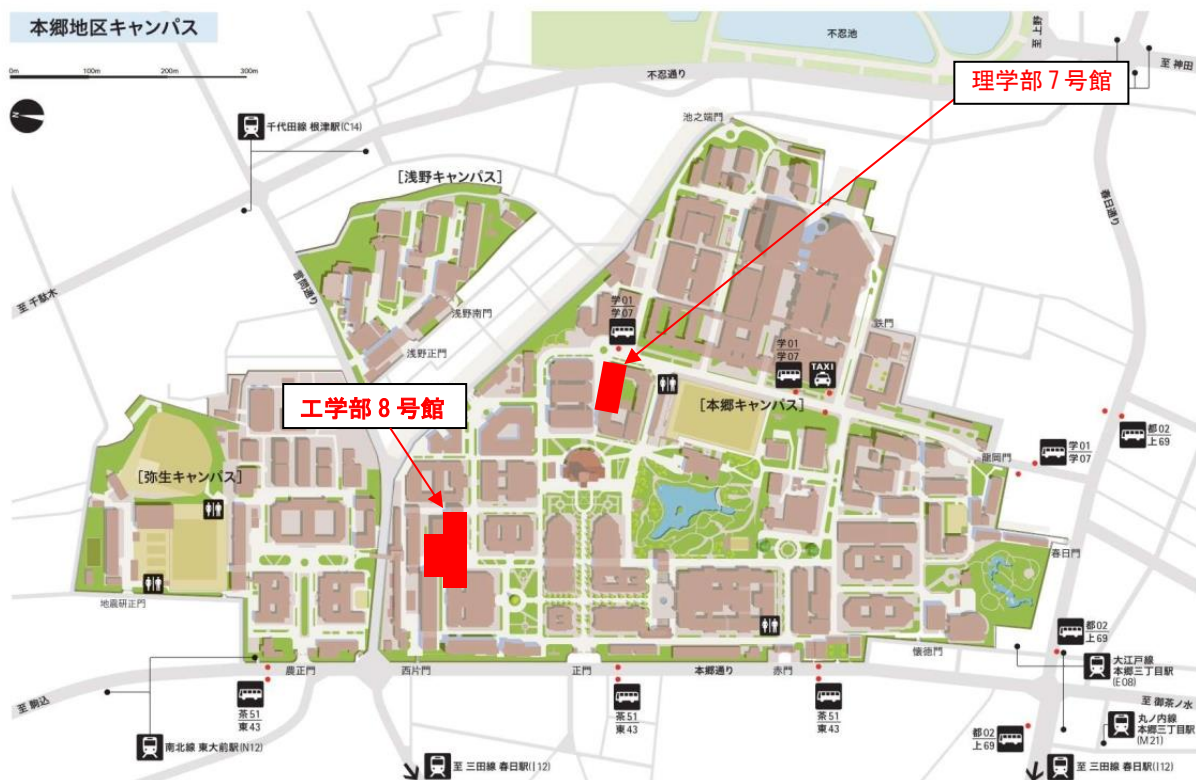 本郷地区キャンパス
0m 100m 200m 300m
N
不忍池
至上野
至 神田
不忍通り
理学部7号館
千代田線 根津駅(C14)
池之端門
[浅野キャンパス]
春日通り
至 千駄木
言問通り
浅野南門
浅野正門
学01
学07
鉄門
学01
学07
TAXI
[本郷キャンパス]
工学部8号館
都02
上69
学01
学07
龍岡門
[弥生キャンパス]
春日門
地震研正門
都02
上69
懐徳門
大江戸線
本郷三丁目駅
(E08)
農正門
西片門
正門
本郷通り
赤門
至 駒込
茶51
東43
茶51
東43
茶51
東43
至 御茶ノ水
丸ノ内線
本郷三丁目駅
(M21)
都02
上69
南北線 東大前駅(N12)
至 三田線 春日駅(I12)
至 三田線 春日駅(I12)